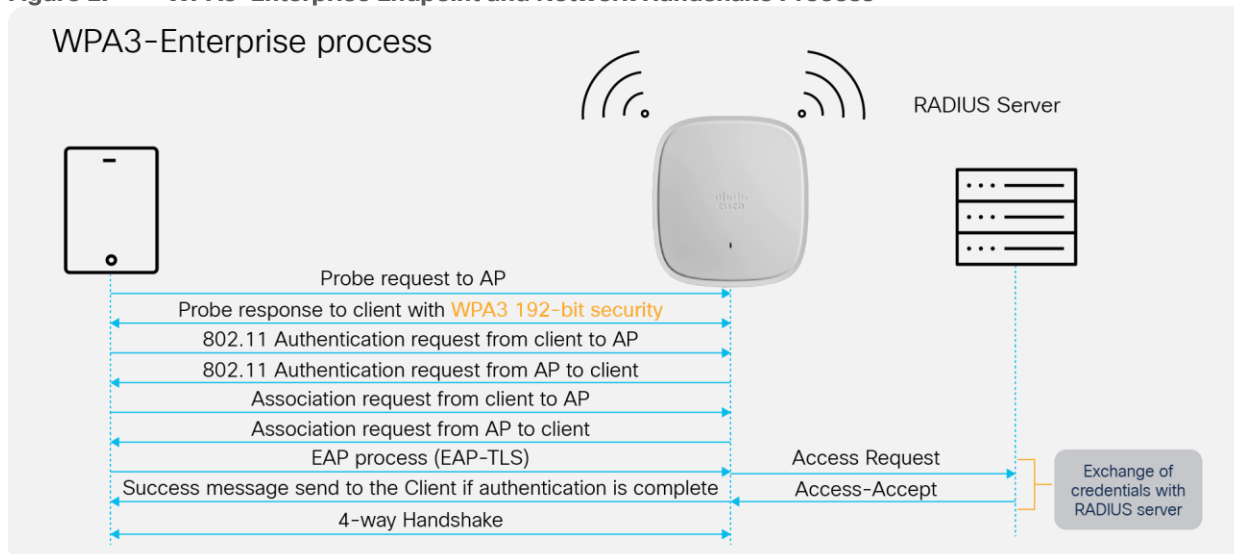 WPA3-Enterprise process
RADIUS Server
cisco
Probe request to AP
Probe response to client with WPA3 192-bit security
802.11 Authentication request from client to AP
802.11 Authentication request from AP to client
Association request from client to AP
Association request from AP to client
EAP process (EAP-TLS)
Access Request
Success message send to the Client if authentication is complete
Access-Accept
4-way Handshake
Exchange of
credentials with
RADIUS server